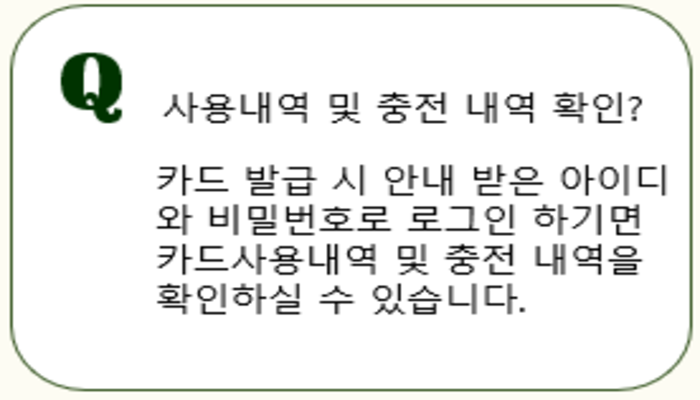 Q 사용내역 및 충전 내역 확인?
카드 발급 시 안내 받은 아이디
와 비밀번호로 로그인 하기면
카드사용내역 및 충전 내역을
확인하실 수 있습니다.